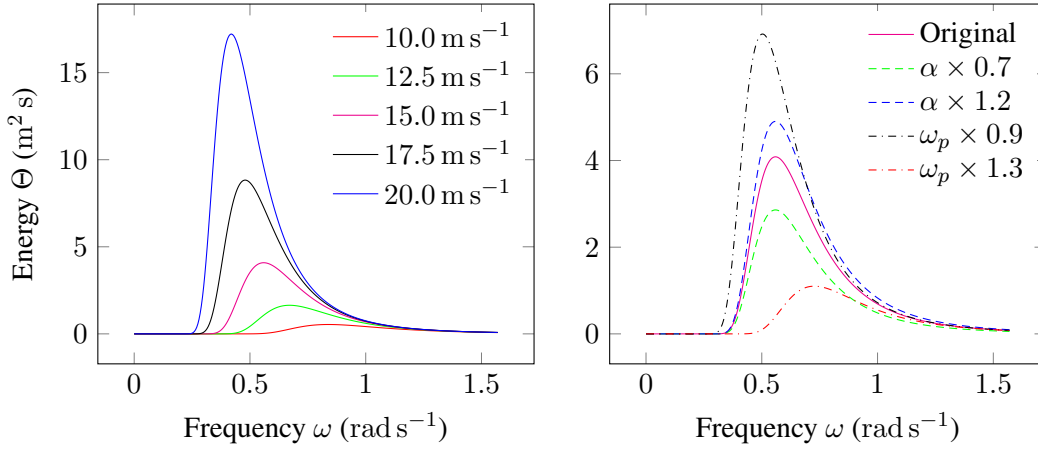 Energy Θ (m² s)
0
5
10
15
0
0.5
1
1.5
Frequency ω (rad s⁻¹)
10.0 m s⁻¹
12.5 m s⁻¹
15.0 m s⁻¹
17.5 m s⁻¹
20.0 m s⁻¹
0
2
4
6
0
0.5
1
1.5
Frequency ω (rad s⁻¹)
Original
α × 0.7
α × 1.2
ωₚ × 0.9
ωₚ × 1.3